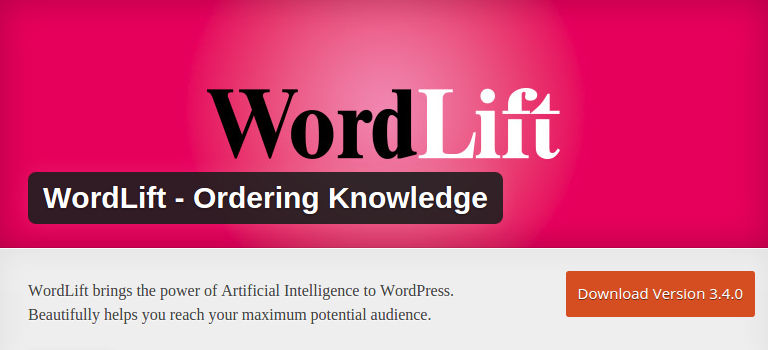 WordLift
WordLift - Ordering Knowledge
WordLift brings the power of Artificial Intelligence to WordPress.
Beautifully helps you reach your maximum potential audience.
Download Version 3.4.0